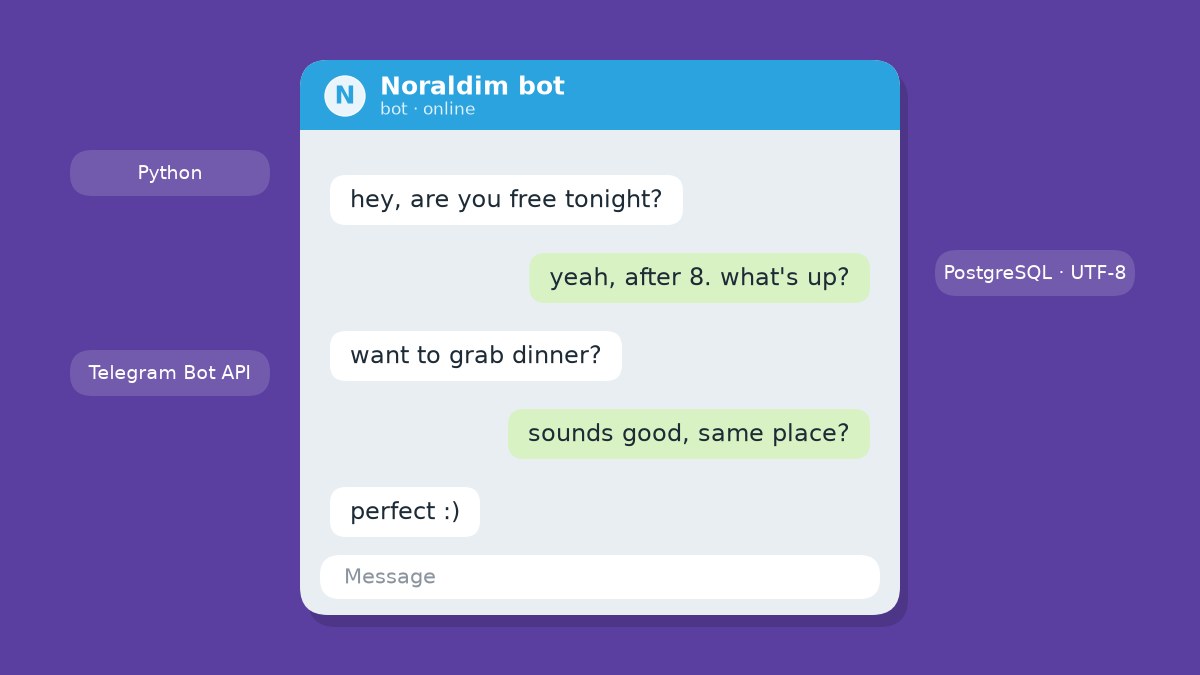 N
Noraldim bot
bot · online
Python
hey, are you free tonight?
yeah, after 8. what's up?
PostgreSQL · UTF-8
want to grab dinner?
Telegram Bot API
sounds good, same place?
perfect :)
Message